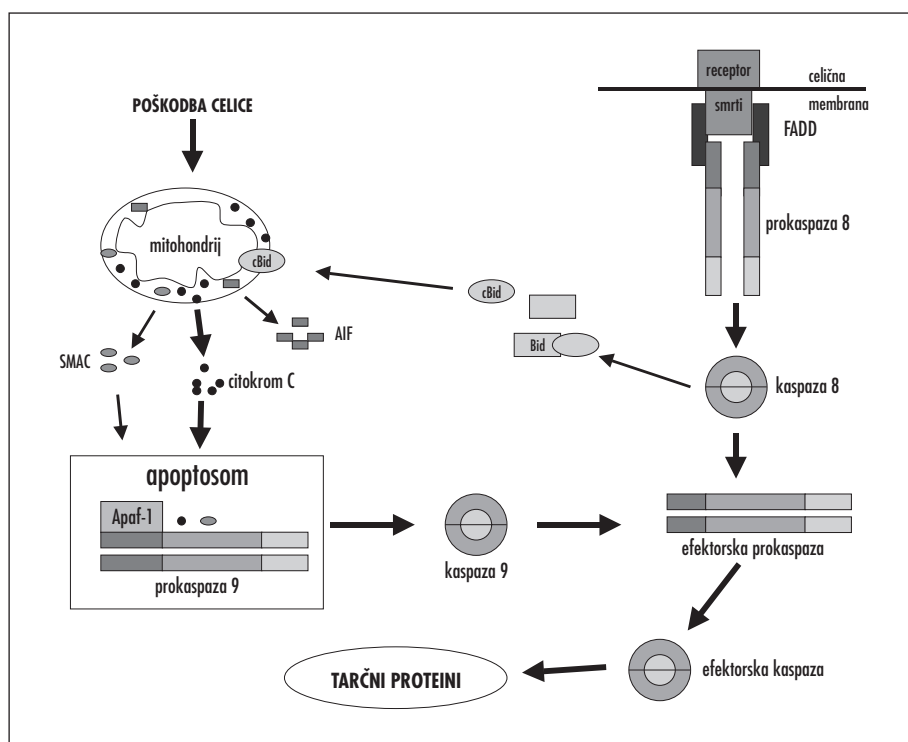 receptor
celična
smrti
membrana
FADD
POŠKODBA CELICE
prokaspaza 8
mitohondrij
cBid
cBid
Bid
AIF
SMAC
citokrom C
kaspaza 8
apoptosom
Apaf-1
prokaspaza 9
kaspaza 9
efektorska prokaspaza
efektorska kaspaza
TARČNI PROTEINI